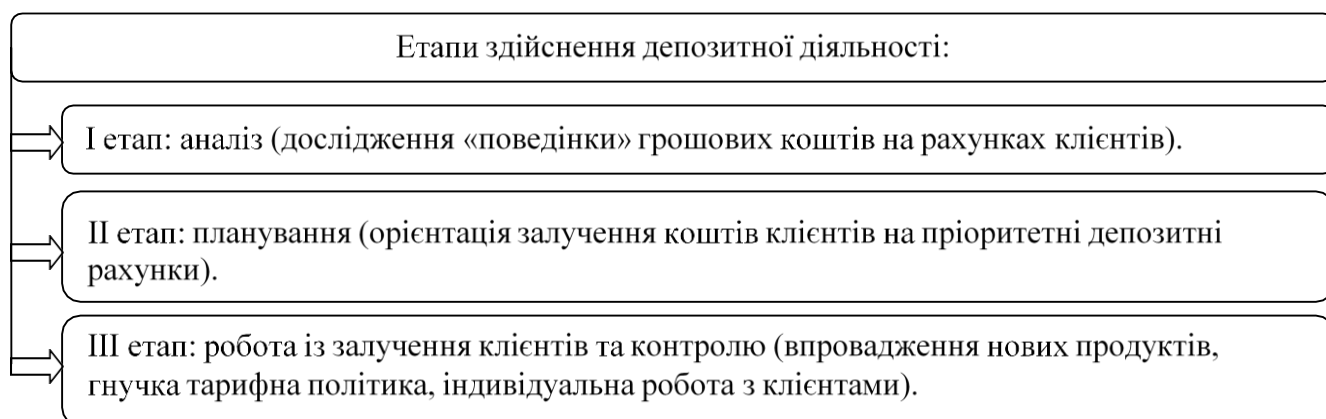 Етапи здійснення депозитної діяльності:
І етап: аналіз (дослідження «поведінки» грошових коштів на рахунках клієнтів).
ІІ етап: планування (орієнтація залучення коштів клієнтів на пріоритетні депозитні
рахунки).
ІІІ етап: робота із залучення клієнтів та контролю (впровадження нових продуктів,
гнучка тарифна політика, індивідуальна робота з клієнтами).